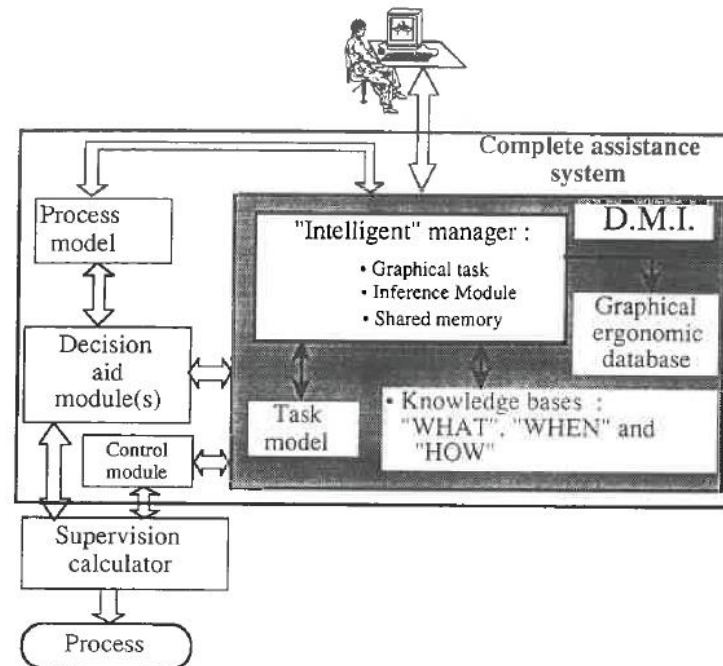 Complete assistance
system
Process
model
"Intelligent" manager :
• Graphical task
• Inference Module
• Shared memory
D.M.I.
Graphical
ergonomic
database
Decision
aid
module(s)
Task
model
• Knowledge bases :
"WHAT", "WHEN" and
"HOW"
Control
module
Supervision
calculator
Process